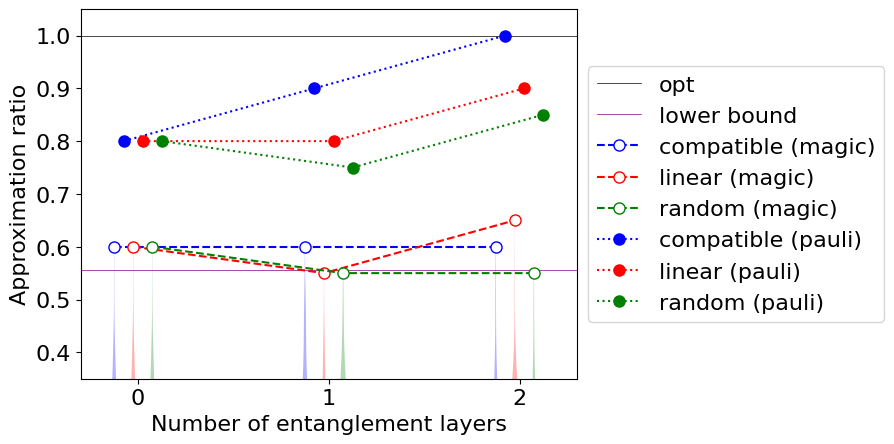 1.0
0.9
0.8
0.7
0.6
0.5
0.4
Approximation ratio
0 1 2
Number of entanglement layers
opt
lower bound
compatible (magic)
linear (magic)
random (magic)
compatible (pauli)
linear (pauli)
random (pauli)